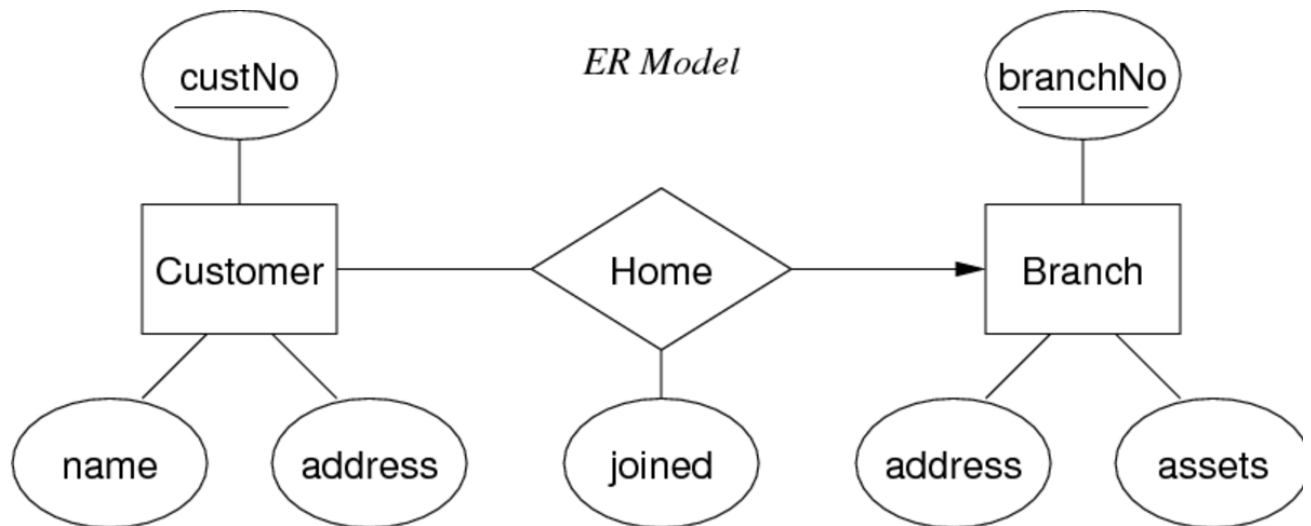 custNo
ER Model
branchNo
Customer
Home
Branch
name
address
joined
address
assets